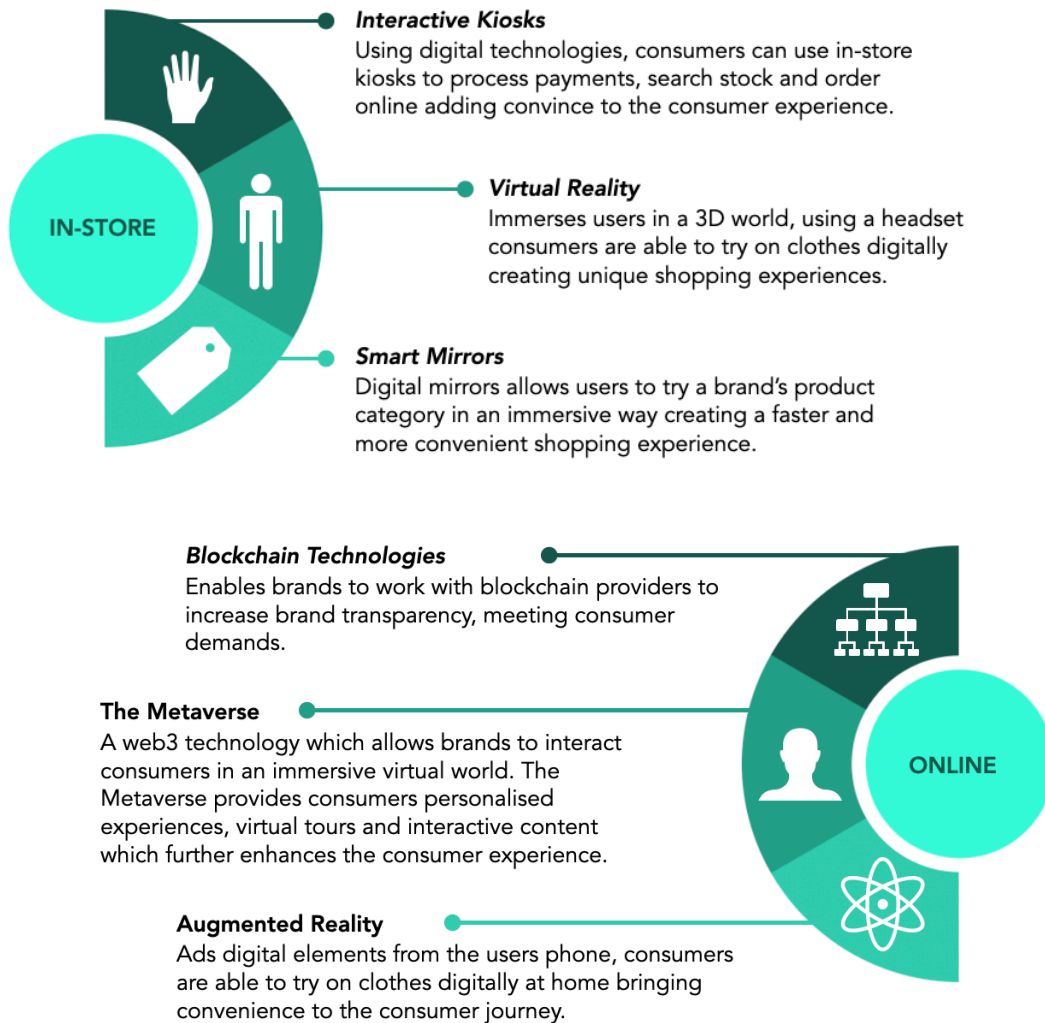 Interactive Kiosks
Using digital technologies, consumers can use in-store
kiosks to process payments, search stock and order
online adding convince to the consumer experience.
IN-STORE
Virtual Reality
Immerses users in a 3D world, using a headset
consumers are able to try on clothes digitally
creating unique shopping experiences.
Smart Mirrors
Digital mirrors allows users to try a brand’s product
category in an immersive way creating a faster and
more convenient shopping experience.
Blockchain Technologies
Enables brands to work with blockchain providers to
increase brand transparency, meeting consumer
demands.
The Metaverse
A web3 technology which allows brands to interact
consumers in an immersive virtual world. The
Metaverse provides consumers personalised
experiences, virtual tours and interactive content
which further enhances the consumer experience.
ONLINE
Augmented Reality
Ads digital elements from the users phone, consumers
are able to try on clothes digitally at home bringing
convenience to the consumer journey.